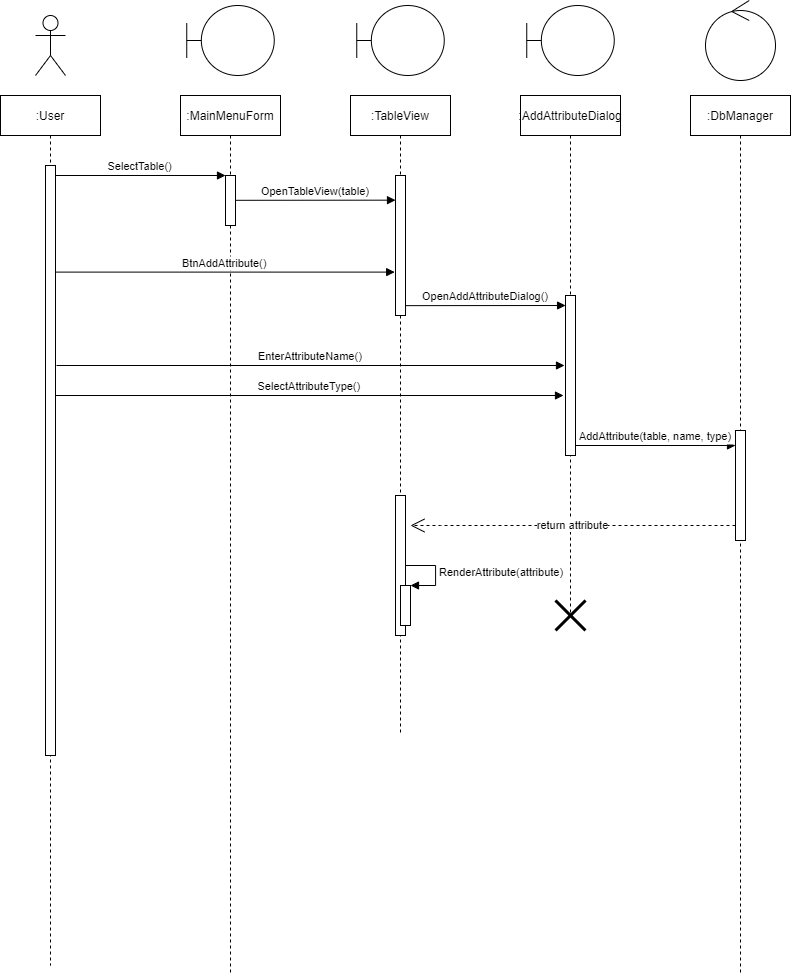 :User
:MainMenuForm
:TableView
:AddAttributeDialog
:DbManager
SelectTable()
OpenTableView(table)
BtnAddAttribute()
OpenAddAttributeDialog()
EnterAttributeName()
SelectAttributeType()
AddAttribute(table, name, type)
return attribute
RenderAttribute(attribute)